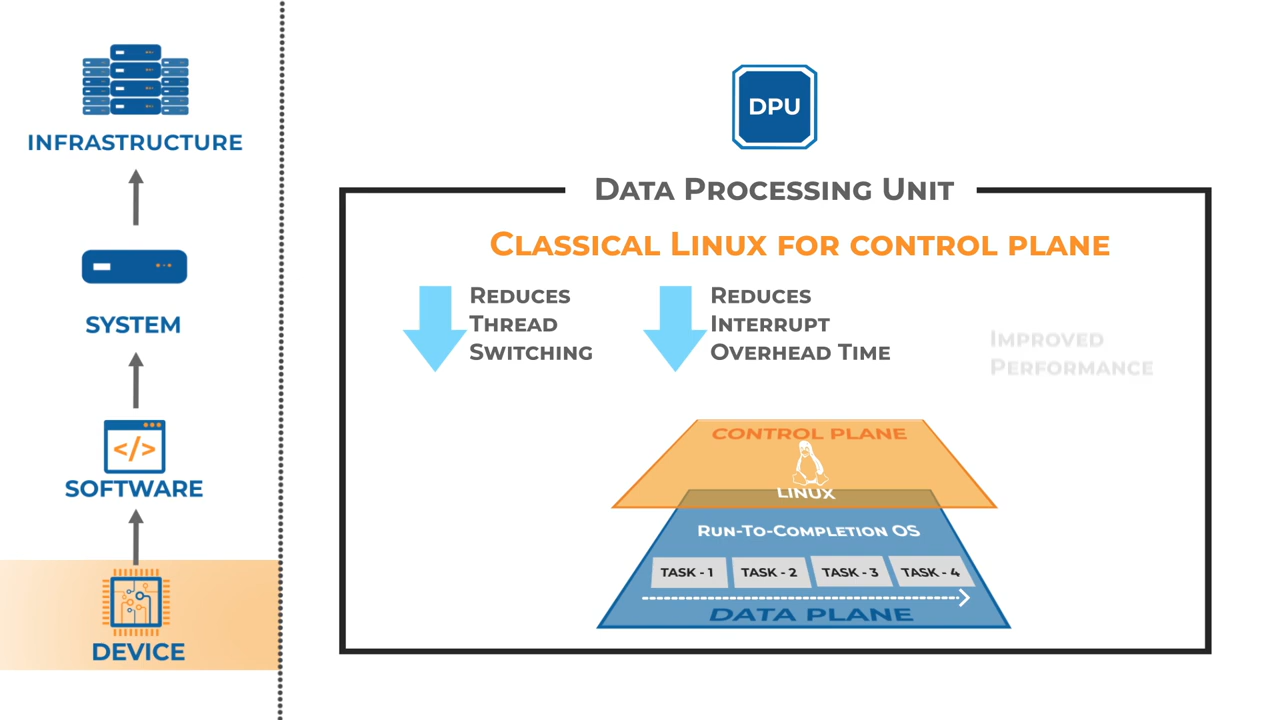 INFRASTRUCTURE
SYSTEM
</>
SOFTWARE
DEVICE
DPU
Data Processing Unit
Classical Linux for control plane
Reduces
Thread
Switching
Reduces
Interrupt
Overhead Time
Improved
Performance
CONTROL PLANE
LINUX
Run-To-Completion OS
TASK - 1 TASK - 2 TASK - 3 TASK - 4
DATA PLANE